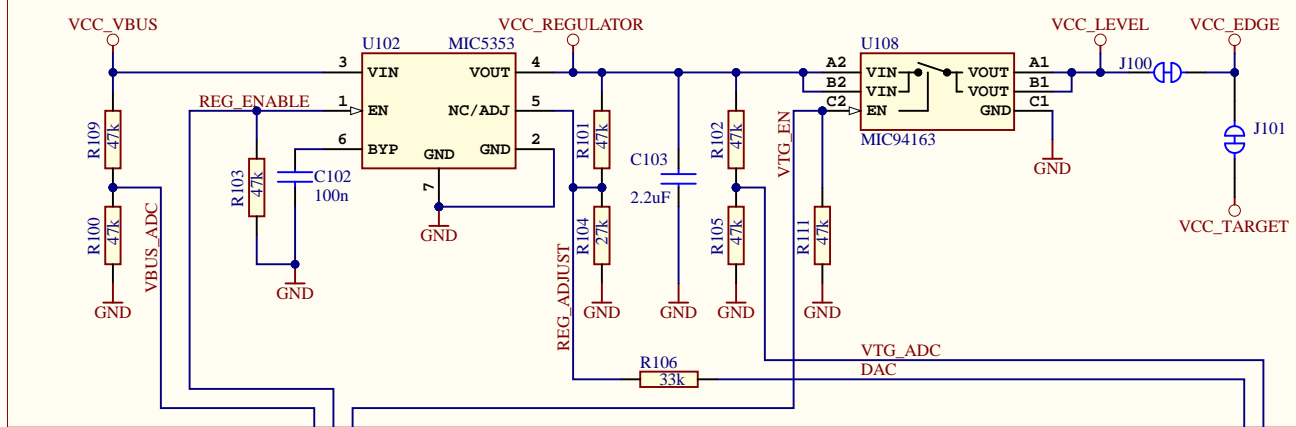 VCC_VBUS
VCC_REGULATOR
VCC_LEVEL
VCC_EDGE
U102
MIC5353
U108
J100
3
VIN
VOUT
4
A2
VIN
VOUT
A1
B2
VIN
VOUT
B1
REG_ENABLE
1
EN
NC/ADJ
5
C2
EN
GND
C1
R109
47k
R101
47k
R102
47k
VTG_EN
MIC94163
J101
6
BYP
GND
GND
2
C103
2.2uF
GND
R103
47k
C102
100n
7
R100
47k
VBUS_ADC
R104
27k
R105
47k
R111
47k
VCC_TARGET
GND
GND
GND
REG_ADJUST
GND
GND
GND
GND
VTG_ADC
R106
33k
DAC